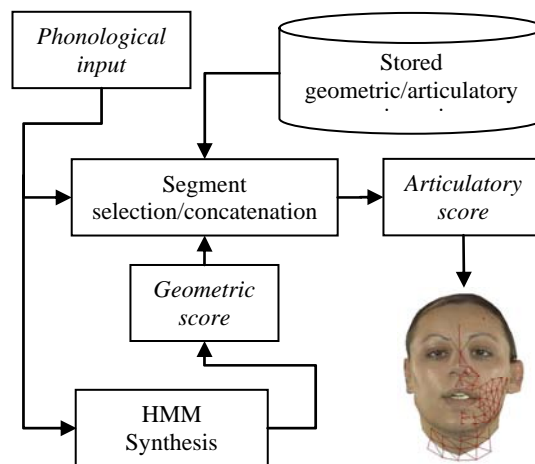 Phonological
input
Stored
geometric/articulatory
Segment
selection/concatenation
Articulatory
score
Geometric
score
HMM
Synthesis